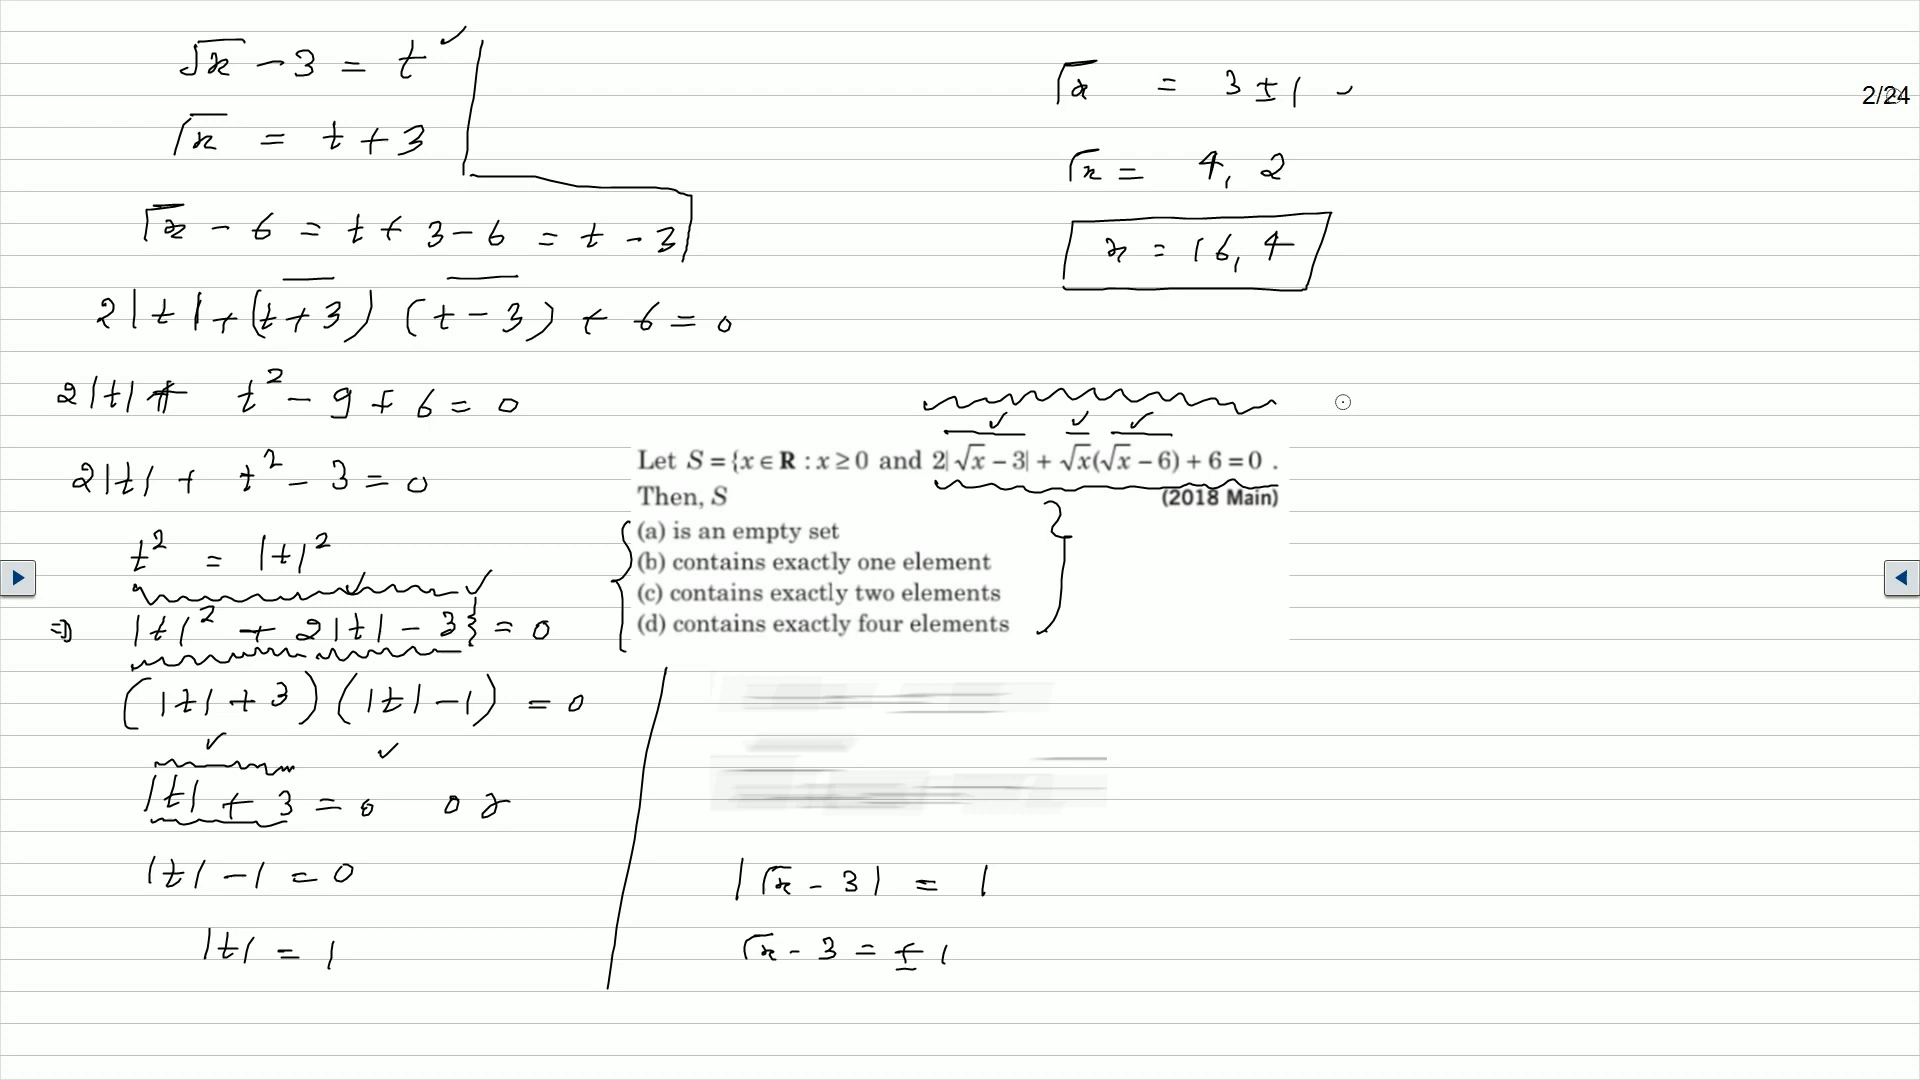 √x - 3 = t ✓
√x = t + 3
√x - 6 = t + 3 - 6 = t - 3
2|t| + (t + 3) (t - 3) + 6 = 0
2|t| + t² - 9 + 6 = 0
2|t| + t² - 3 = 0
t² = |t|²
⇒ |t|² + 2|t| - 3} = 0
(|t| + 3) (|t| - 1) = 0
|t| + 3 = 0 or
|t| - 1 = 0
|t| = 1
Let S = {x ∈ R : x ≥ 0 and 2|√x - 3| + √x(√x - 6) + 6 = 0 .
Then, S (2018 Main)
(a) is an empty set
(b) contains exactly one element
(c) contains exactly two elements
(d) contains exactly four elements
|√x - 3| = 1
√x - 3 = ± 1
√x = 3 ± 1
√x = 4, 2
x = 16, 4
2/24